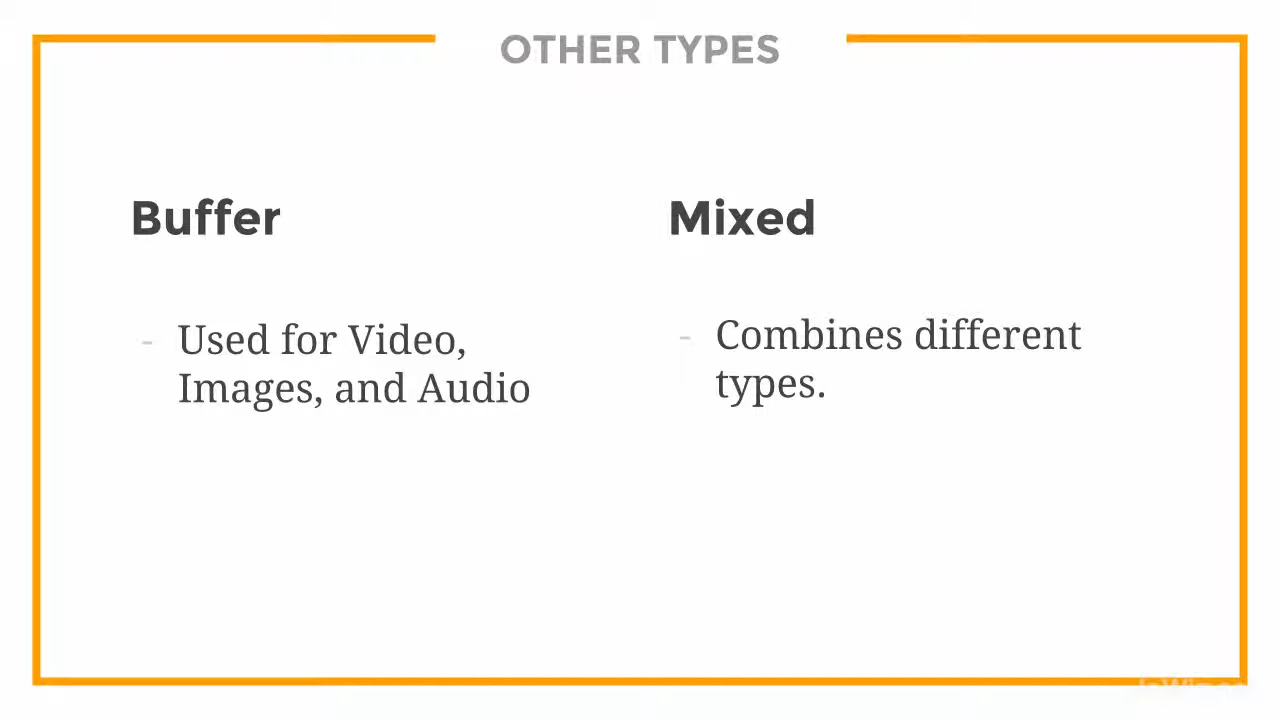 OTHER TYPES
Buffer
- Used for Video,
Images, and Audio
Mixed
- Combines different
types.